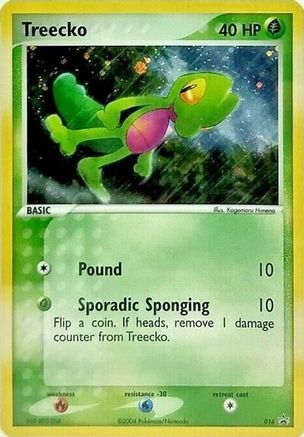 Treecko 40 HP
BASIC Illus. Kagemaru Himeno
Pound 10
Sporadic Sponging 10
Flip a coin. If heads, remove 1 damage
counter from Treecko.
weakness resistance -30 retreat cost
©2004 Pokémon/Nintendo 016